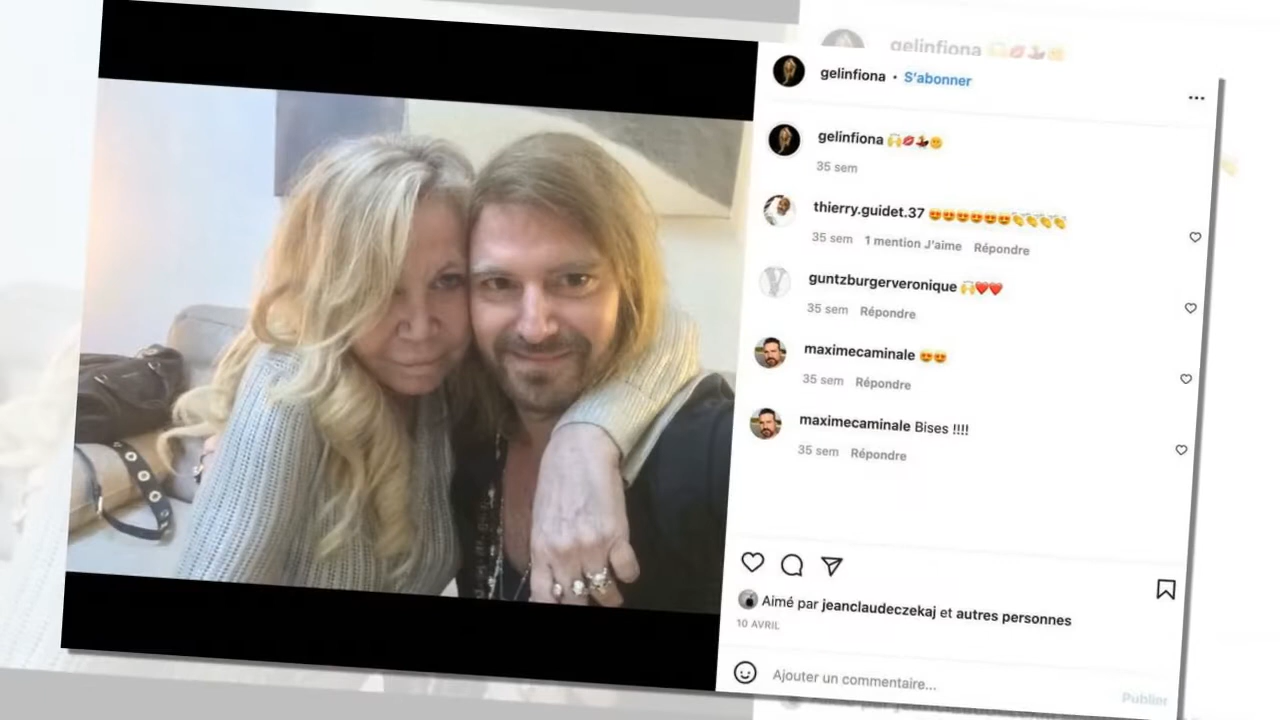 gelinfiona
gelinfiona • S'abonner
gelinfiona 🙌💋💃😊
35 sem
thierry.guidet.37 😍😍😍😍😍😍👏👏👏👏
35 sem 1 mention J'aime Répondre
guntzburgerveronique 🙌❤️❤️
35 sem Répondre
maximecaminale 😍😍
35 sem Répondre
maximecaminale Bises !!!!
35 sem Répondre
Aimé par jeanclaudeczekaj et autres personnes
10 AVRIL
Ajouter un commentaire...
Publier